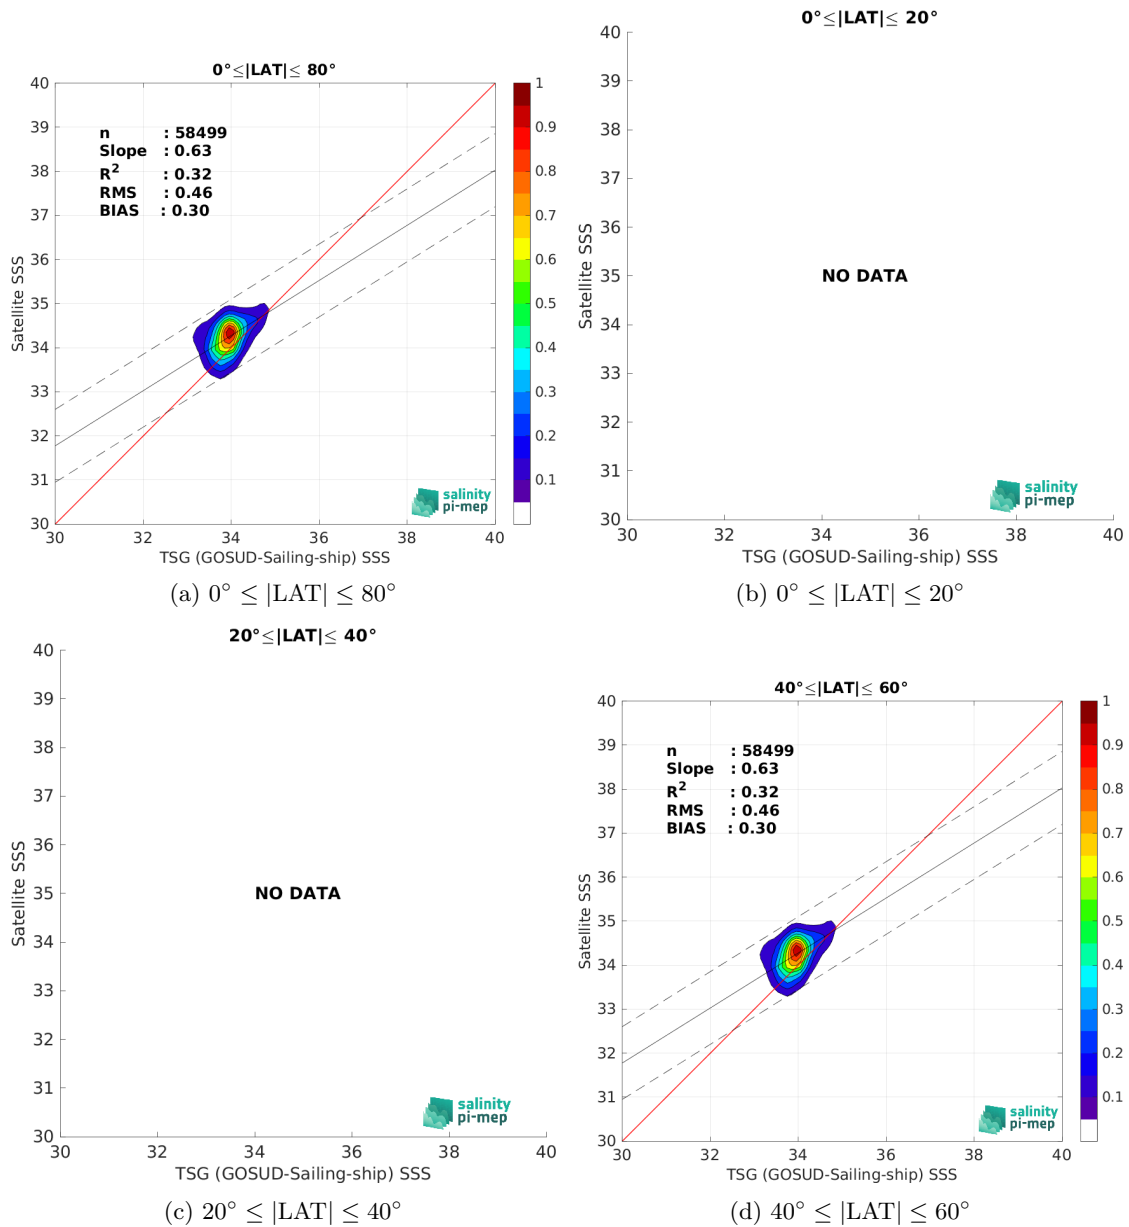 0°≤|LAT|≤ 80°
40
39
38
37
36
35
34
33
32
31
30
Satellite SSS
n : 58499
Slope : 0.63
R² : 0.32
RMS : 0.46
BIAS : 0.30
salinity
pi-mep
30 32 34 36 38 40
TSG (GOSUD-Sailing-ship) SSS
1
0.9
0.8
0.7
0.6
0.5
0.4
0.3
0.2
0.1
(a) 0° ≤ |LAT| ≤ 80°
0°≤|LAT|≤ 20°
40
39
38
37
36
35
34
33
32
31
30
Satellite SSS
NO DATA
salinity
pi-mep
30 32 34 36 38 40
TSG (GOSUD-Sailing-ship) SSS
(b) 0° ≤ |LAT| ≤ 20°
20°≤|LAT|≤ 40°
40
39
38
37
36
35
34
33
32
31
30
Satellite SSS
NO DATA
salinity
pi-mep
30 32 34 36 38 40
TSG (GOSUD-Sailing-ship) SSS
(c) 20° ≤ |LAT| ≤ 40°
40°≤|LAT|≤ 60°
40
39
38
37
36
35
34
33
32
31
30
Satellite SSS
n : 58499
Slope : 0.63
R² : 0.32
RMS : 0.46
BIAS : 0.30
salinity
pi-mep
30 32 34 36 38 40
TSG (GOSUD-Sailing-ship) SSS
1
0.9
0.8
0.7
0.6
0.5
0.4
0.3
0.2
0.1
(d) 40° ≤ |LAT| ≤ 60°